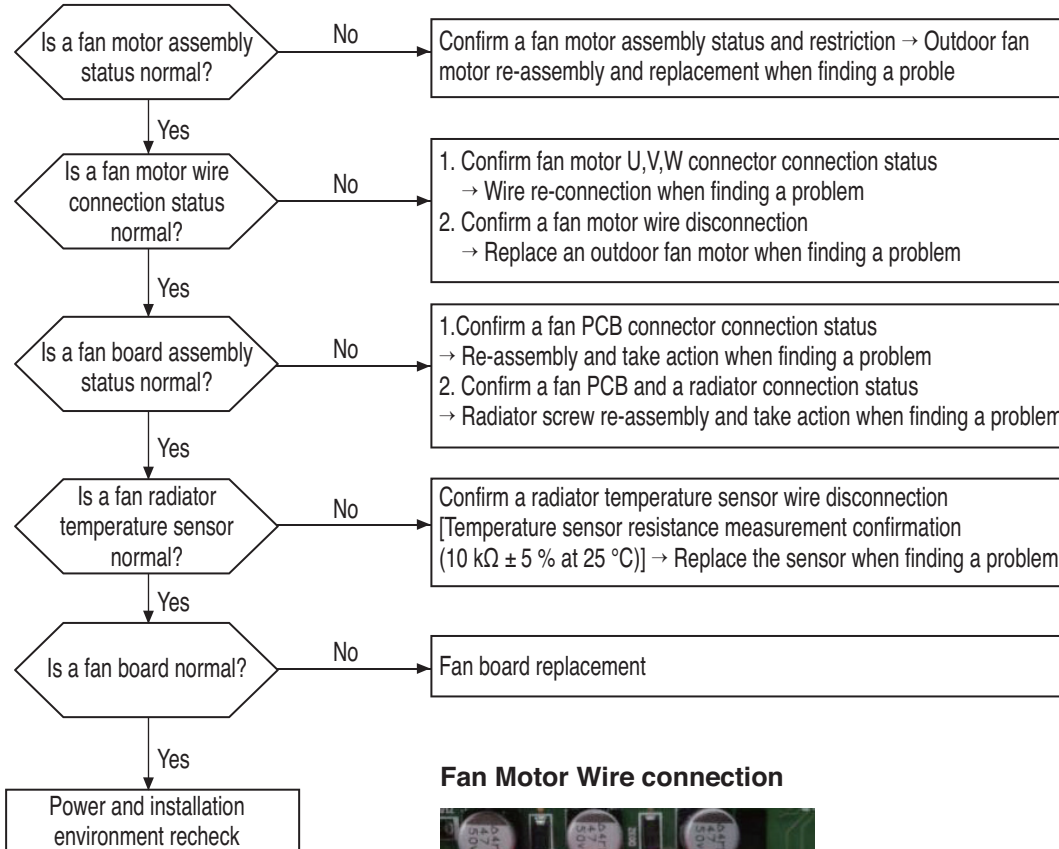 Is a fan motor assembly
status normal?
No
Confirm a fan motor assembly status and restriction → Outdoor fan
motor re-assembly and replacement when finding a proble
Yes
Is a fan motor wire
connection status
normal?
No
1. Confirm fan motor U,V,W connector connection status
→ Wire re-connection when finding a problem
2. Confirm a fan motor wire disconnection
→ Replace an outdoor fan motor when finding a problem
Yes
Is a fan board assembly
status normal?
No
1.Confirm a fan PCB connector connection status
→ Re-assembly and take action when finding a problem
2. Confirm a fan PCB and a radiator connection status
→ Radiator screw re-assembly and take action when finding a problem
Yes
Is a fan radiator
temperature sensor
normal?
No
Confirm a radiator temperature sensor wire disconnection
[Temperature sensor resistance measurement confirmation
(10 kΩ ± 5 % at 25 °C)] → Replace the sensor when finding a problem
Yes
Is a fan board normal?
No
Fan board replacement
Yes
Power and installation
environment recheck
Fan Motor Wire connection
47
50V
47
50V
47
50V